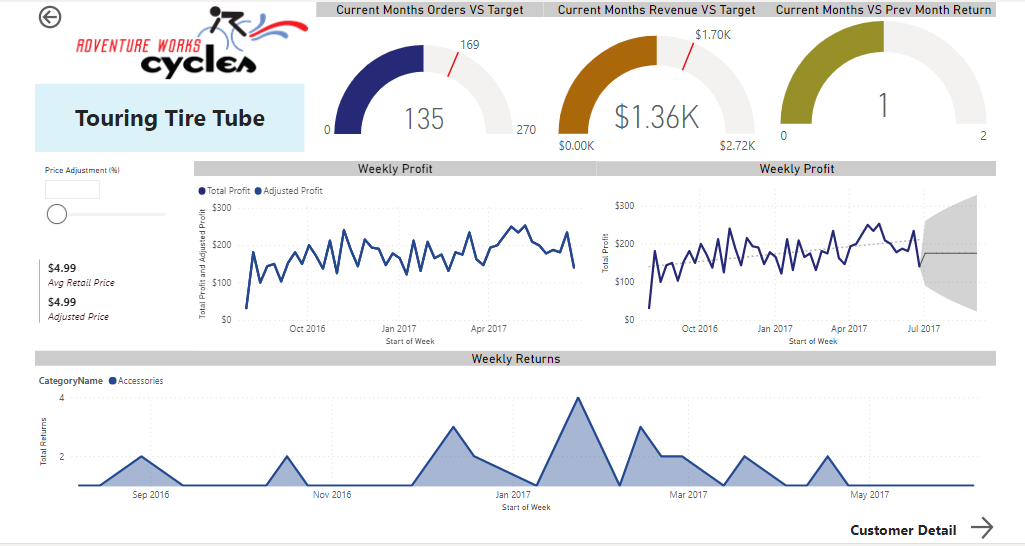 Current Months Orders VS Target
Current Months Revenue VS Target
Current Months VS Prev Month Return
ADVENTURE WORKS
cycles
Touring Tire Tube
169
135
0
270
$1.70K
$1.36K
$0.00K
$2.72K
1
0
2
Price Adjustment (%)
$4.99
Avg Retail Price
$4.99
Adjusted Price
Weekly Profit
Total Profit
Adjusted Profit
Total Profit and Adjusted Profit
$300
$200
$100
$0
Oct 2016
Jan 2017
Apr 2017
Start of Week
Weekly Profit
Total Profit
$300
$200
$100
$0
Oct 2016
Jan 2017
Apr 2017
Jul 2017
Start of Week
Weekly Returns
CategoryName
Accessories
Total Returns
4
2
Sep 2016
Nov 2016
Jan 2017
Mar 2017
May 2017
Start of Week
Customer Detail